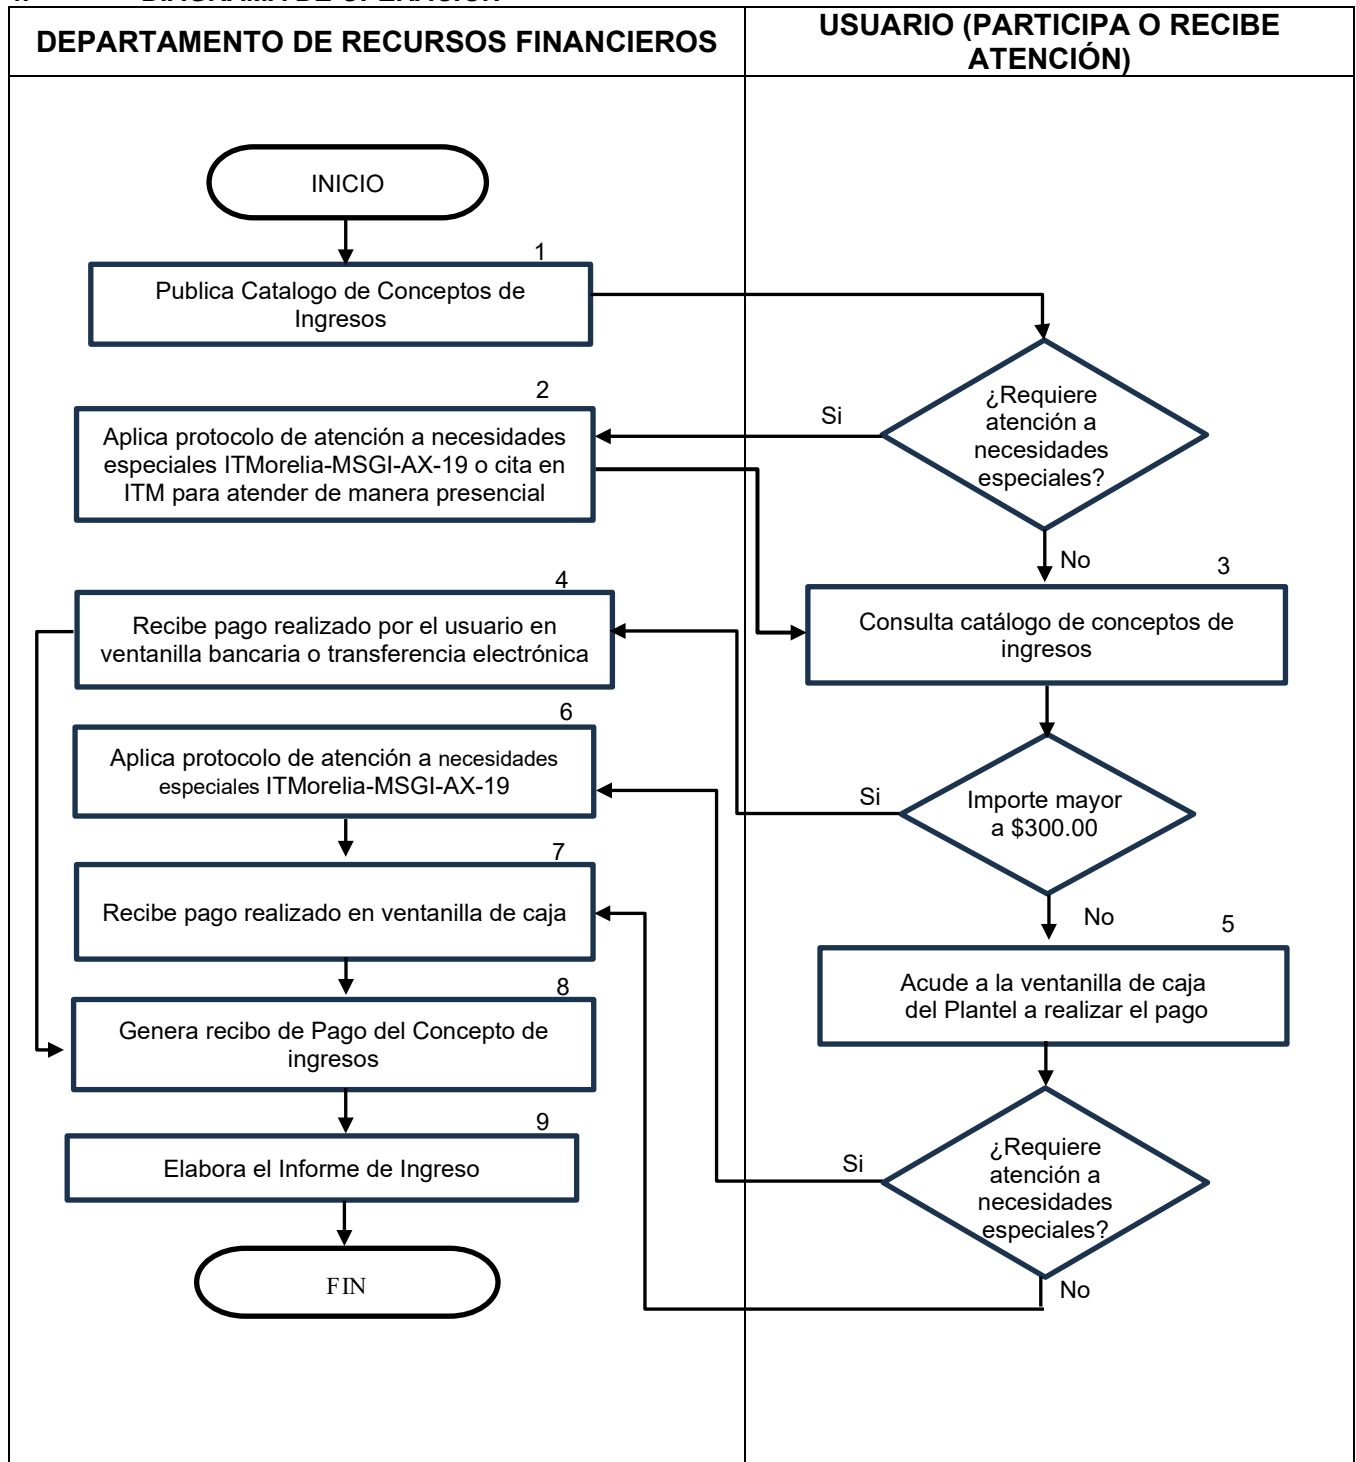 DEPARTAMENTO DE RECURSOS FINANCIEROS
USUARIO (PARTICIPA O RECIBE
ATENCIÓN)
INICIO
1
Publica Catalogo de Conceptos de
Ingresos
¿Requiere
atención a
necesidades
especiales?
Si
2
Aplica protocolo de atención a necesidades
especiales ITMorelia-MSGI-AX-19 o cita en
ITM para atender de manera presencial
No
3
Consulta catálogo de conceptos de
ingresos
4
Recibe pago realizado por el usuario en
ventanilla bancaria o transferencia electrónica
Importe mayor
a $300.00
Si
No
5
Acude a la ventanilla de caja
del Plantel a realizar el pago
6
Aplica protocolo de atención a necesidades
especiales ITMorelia-MSGI-AX-19
7
Recibe pago realizado en ventanilla de caja
¿Requiere
atención a
necesidades
especiales?
Si
No
8
Genera recibo de Pago del Concepto de
ingresos
9
Elabora el Informe de Ingreso
FIN